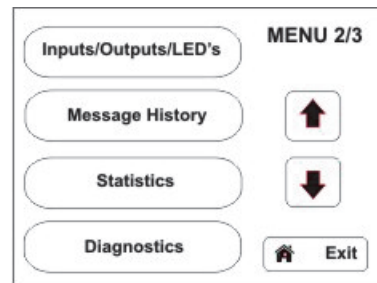 MENU 2/3
Inputs/Outputs/LED's
Message History
Statistics
Diagnostics
Exit